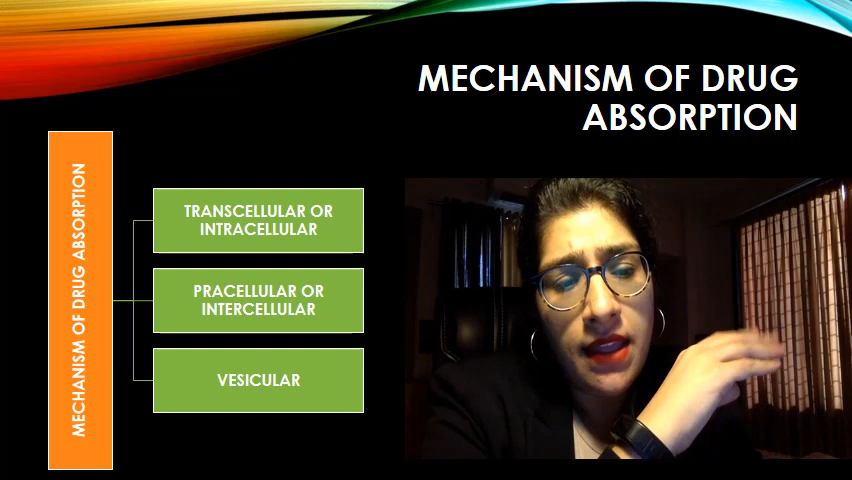 MECHANISM OF DRUG
ABSORPTION
MECHANISM OF DRUG ABSORPTION
TRANSCELLULAR OR
INTRACELLULAR
PRACELLULAR OR
INTERCELLULAR
VESICULAR